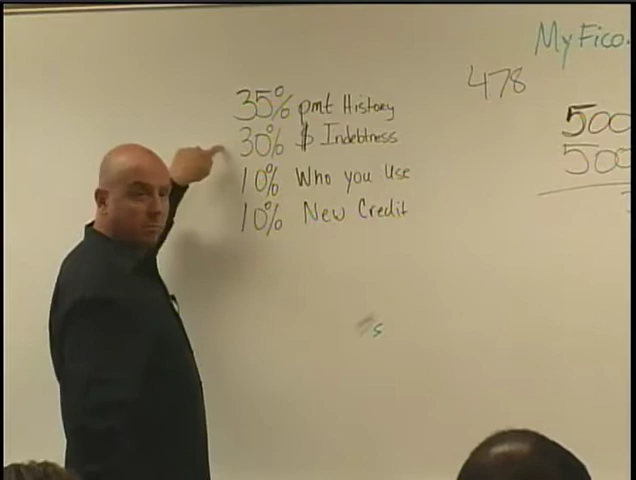 My Fico.
478
35% pmt History
500
30% $ Indebtness
500
10% Who you Use
10% New Credit
s